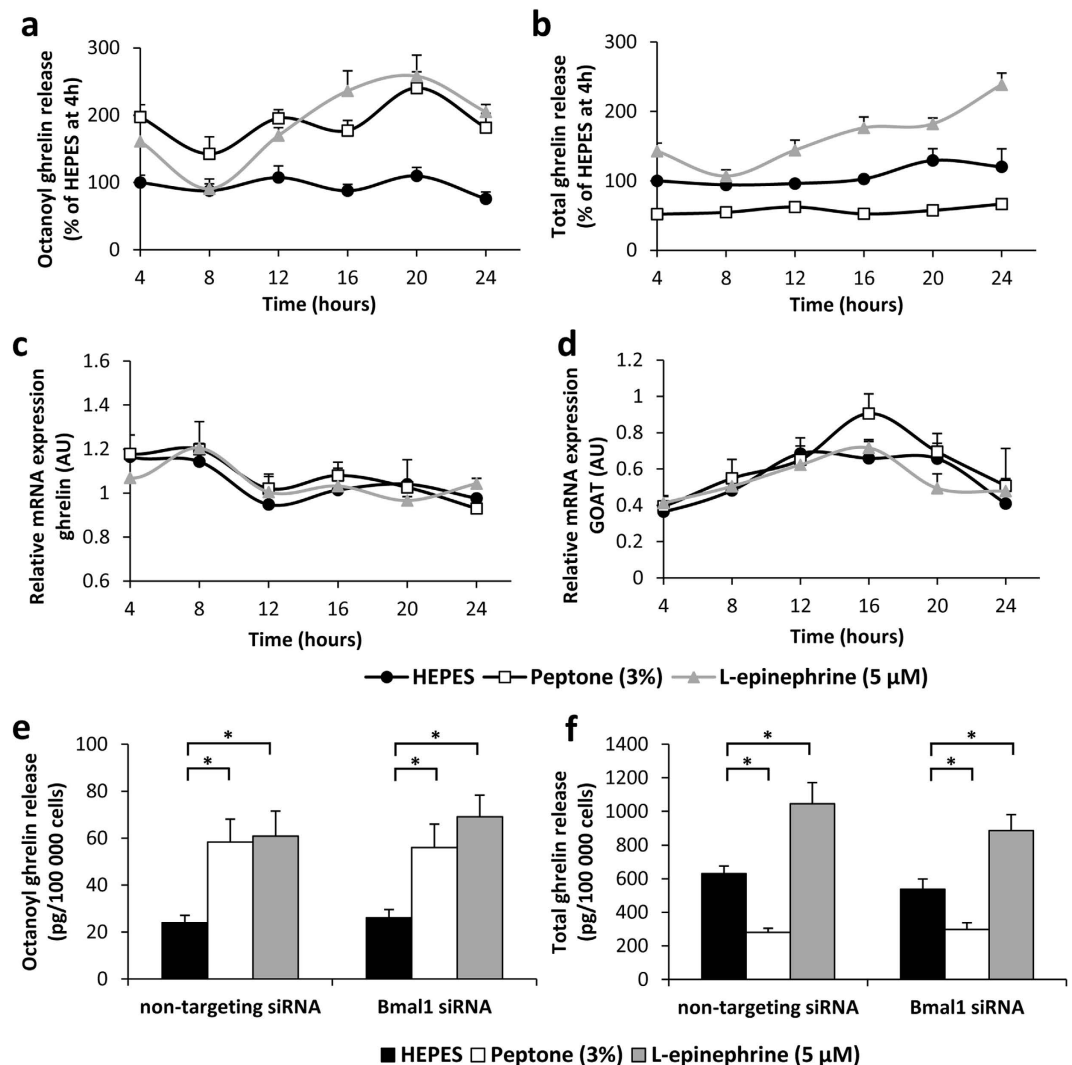 a
Octanoyl ghrelin release
(% of HEPES at 4h)
300
200
100
0
4 8 12 16 20 24
Time (hours)
b
Total ghrelin release
(% of HEPES at 4h)
300
200
150
100
50
0
4 8 12 16 20 24
Time (hours)
c
Relative mRNA expression
ghrelin (AU)
1.6
1.4
1.2
1
0.8
0.6
4 8 12 16 20 24
Time (hours)
d
Relative mRNA expression
GOAT (AU)
1.2
1
0.8
0.6
0.4
0.2
0
4 8 12 16 20 24
Time (hours)
HEPES Peptone (3%) L-epinephrine (5 µM)
e
Octanoyl ghrelin release
(pg/100 000 cells)
100
80
60
40
20
0
* *
* *
non-targeting siRNA Bmal1 siRNA
f
Total ghrelin release
(pg/100 000 cells)
1400
1200
1000
800
600
400
200
0
* *
* *
non-targeting siRNA Bmal1 siRNA
HEPES Peptone (3%) L-epinephrine (5 µM)